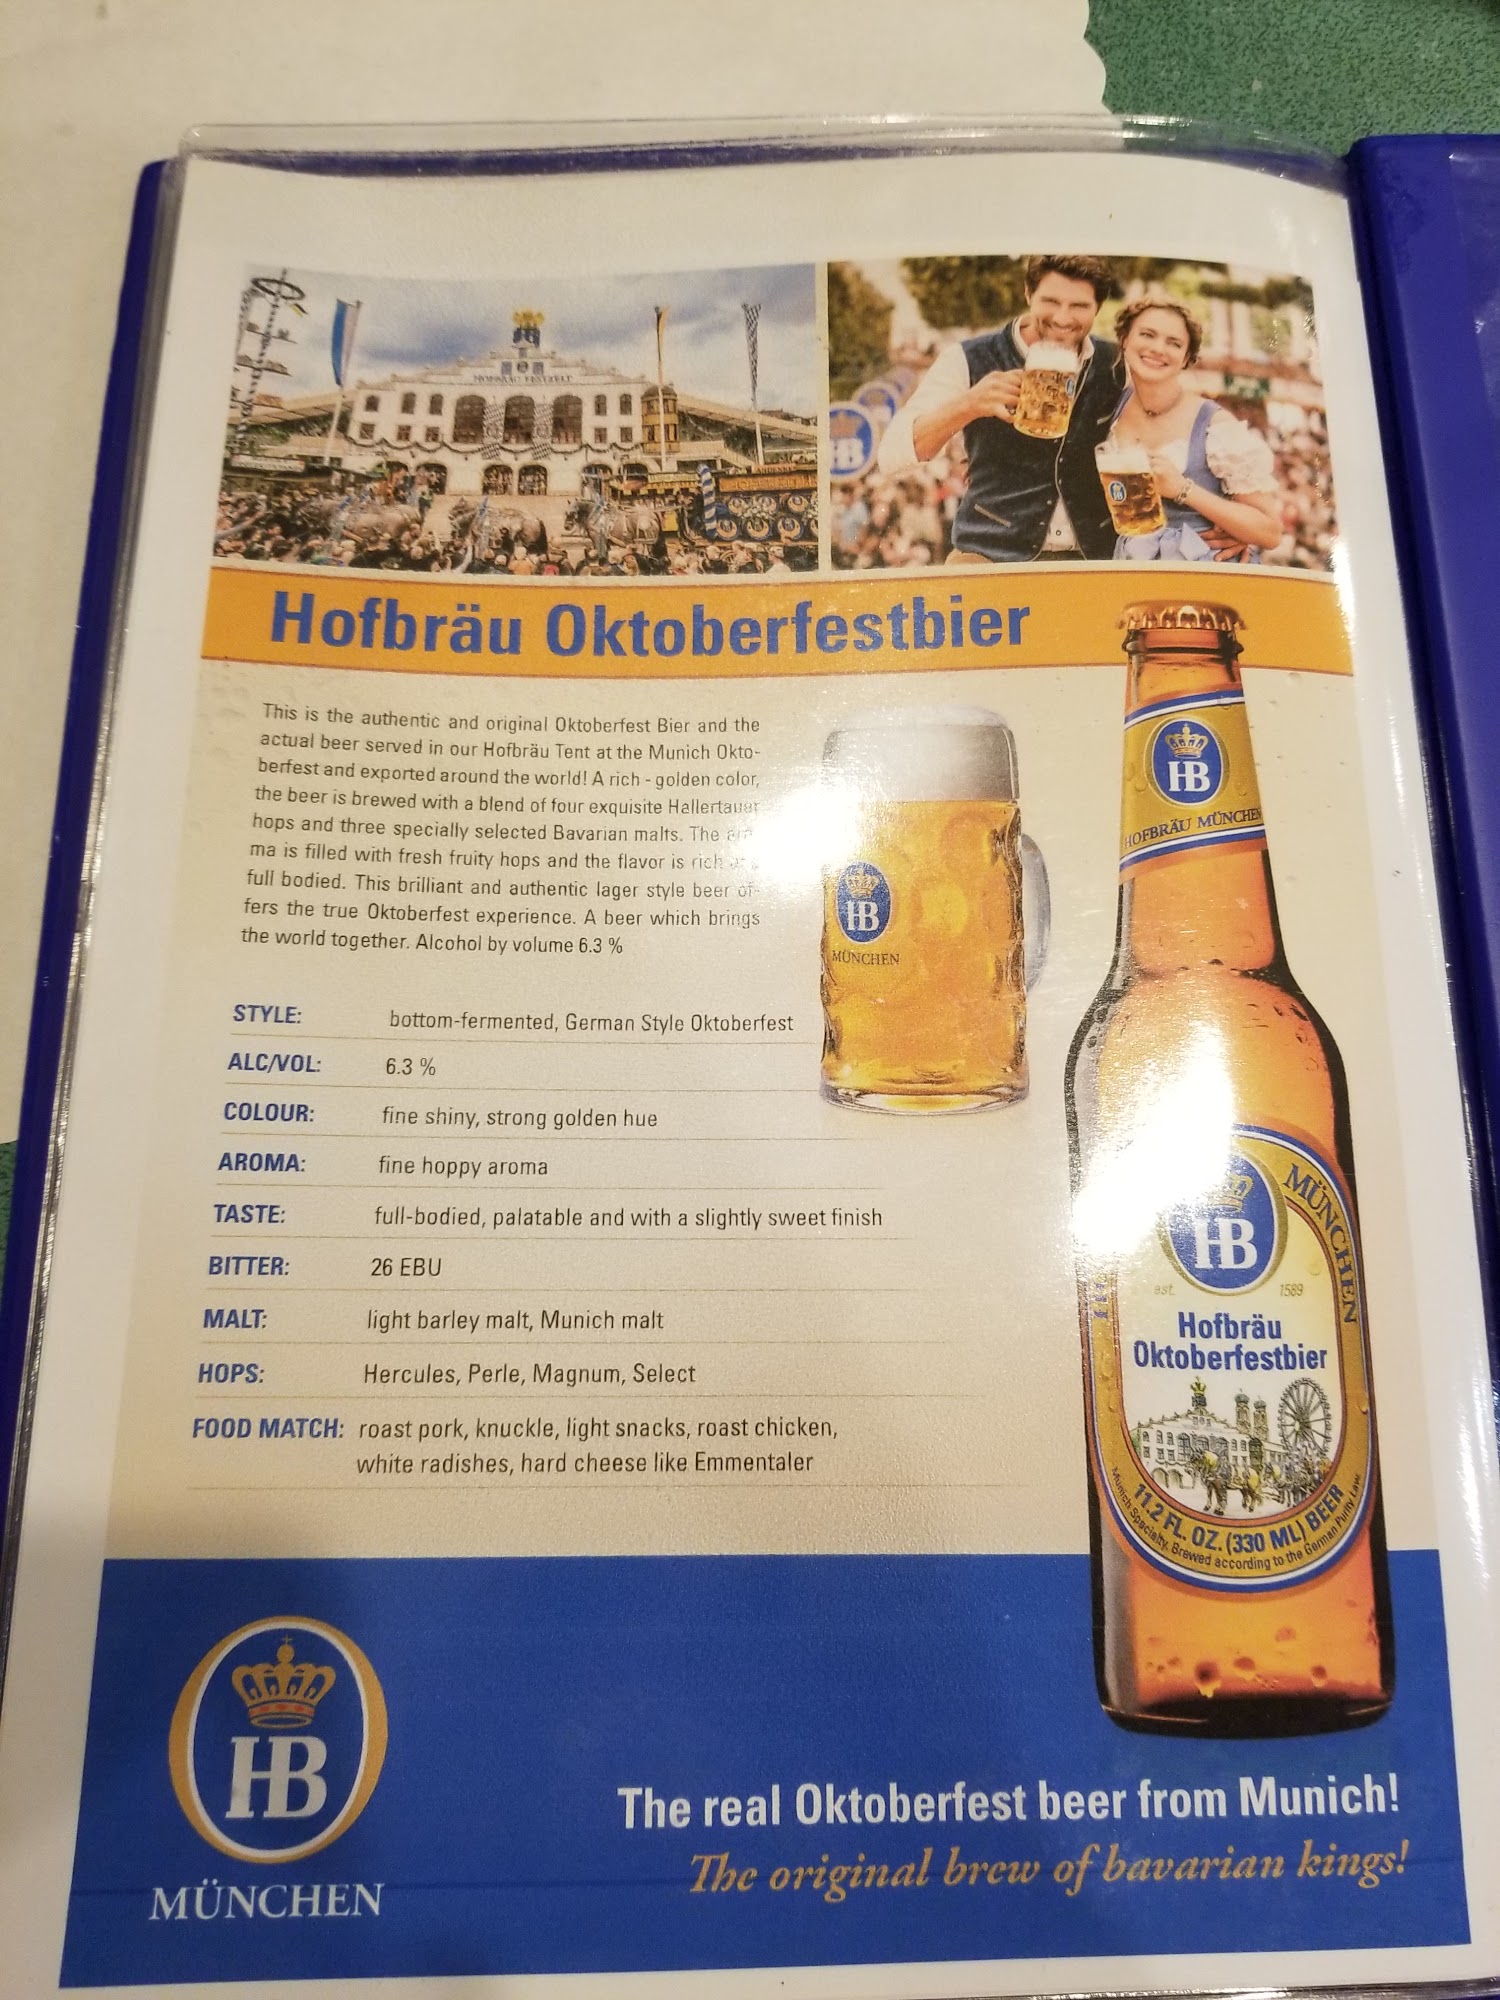 HOFBRÄU FESTZELT
HB
Hofbräu Oktoberfestbier
This is the authentic and original Oktoberfest Bier and the
actual beer served in our Hofbräu Tent at the Munich Okto-
berfest and exported around the world! A rich - golden color,
the beer is brewed with a blend of four exquisite Hallertauer
hops and three specially selected Bavarian malts. The
ma is filled with fresh fruity hops and the flavor is rich
full bodied. This brilliant and authentic lager style beer of-
fers the true Oktoberfest experience. A beer which brings
the world together. Alcohol by volume 6.3 %
STYLE: bottom-fermented, German Style Oktoberfest
ALC/VOL: 6.3 %
COLOUR: fine shiny, strong golden hue
AROMA: fine hoppy aroma
TASTE: full-bodied, palatable and with a slightly sweet finish
BITTER: 26 EBU
MALT: light barley malt, Munich malt
HOPS: Hercules, Perle, Magnum, Select
FOOD MATCH: roast pork, knuckle, light snacks, roast chicken,
white radishes, hard cheese like Emmentaler
HB
MÜNCHEN
HB
HOFBRÄU MÜNCHEN
MÜNCHEN
HB
est. 1589
Hofbräu
Oktoberfestbier
11.2 FL. OZ. (330 ML) BEER
Munich Specialty. Brewed according to the German Purity Law
HB
MÜNCHEN
The real Oktoberfest beer from Munich!
The original brew of bavarian kings!